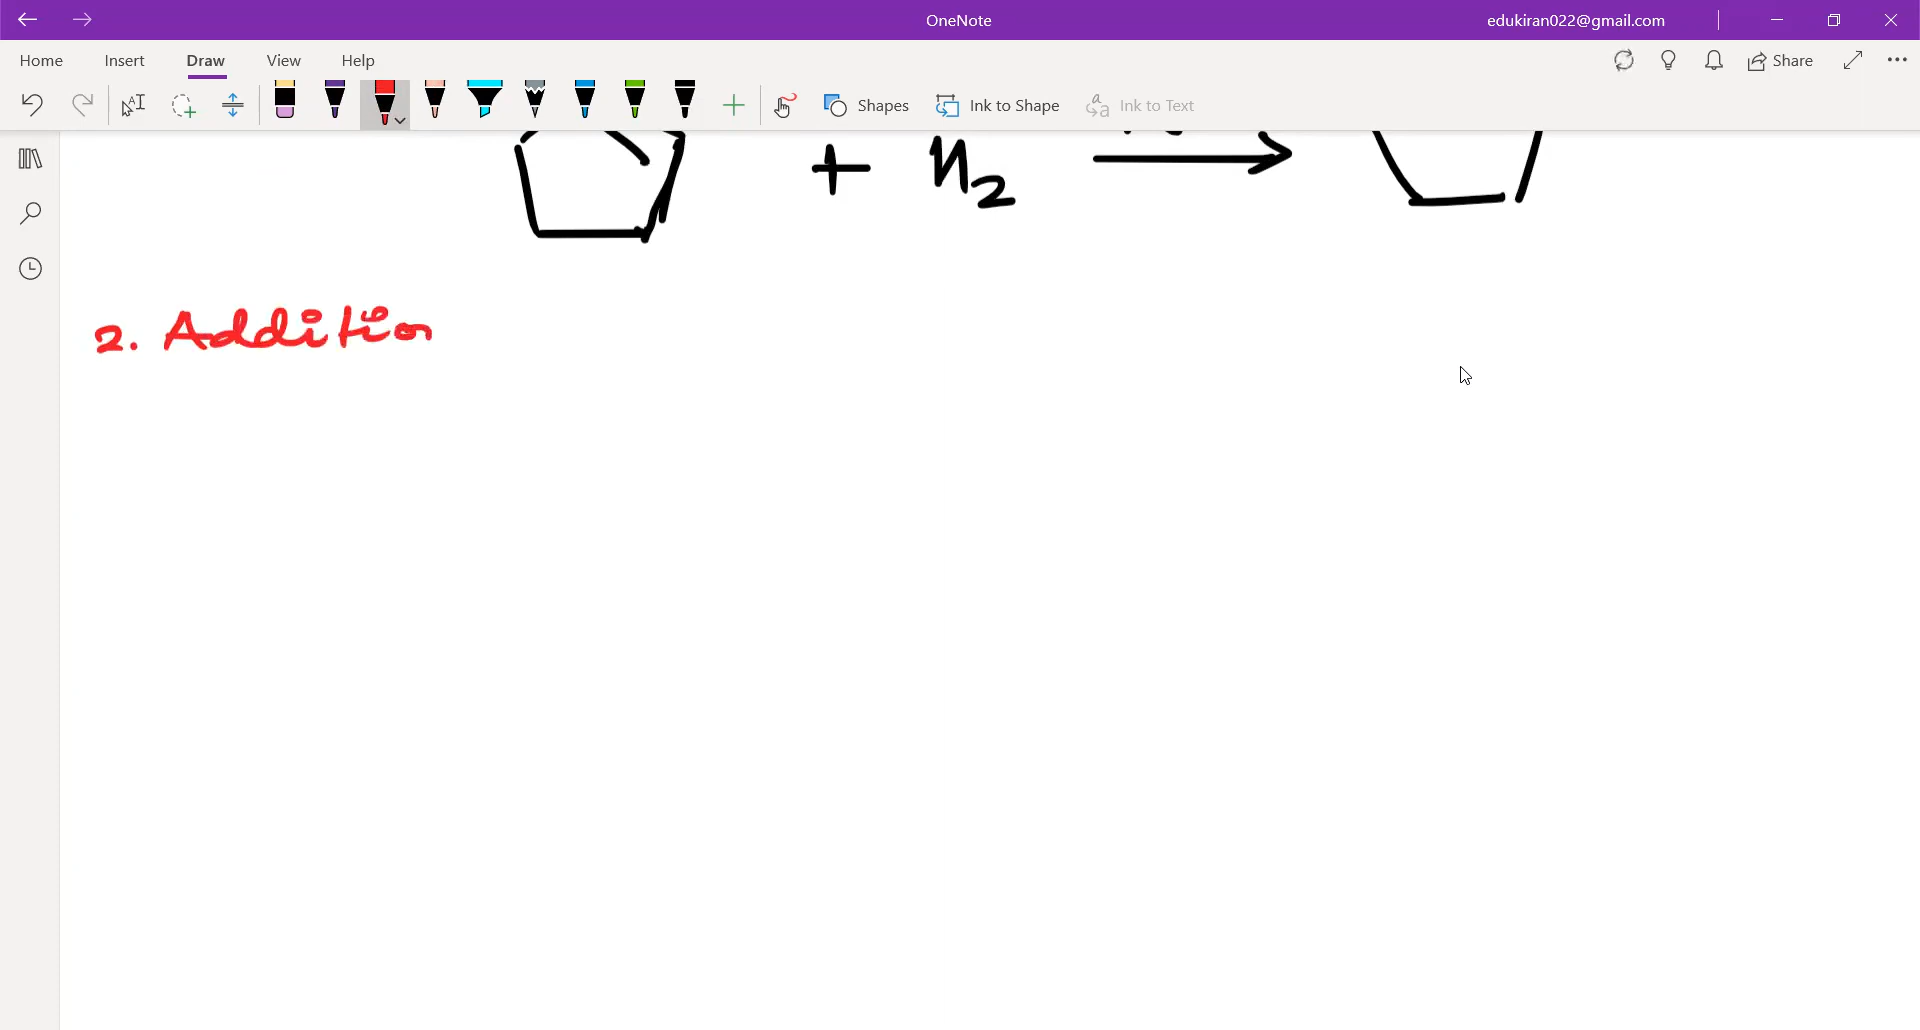 OneNote
edukiran022@gmail.com
Home Insert Draw View Help
Share
Shapes Ink to Shape Ink to Text
+ H2
2. Addition